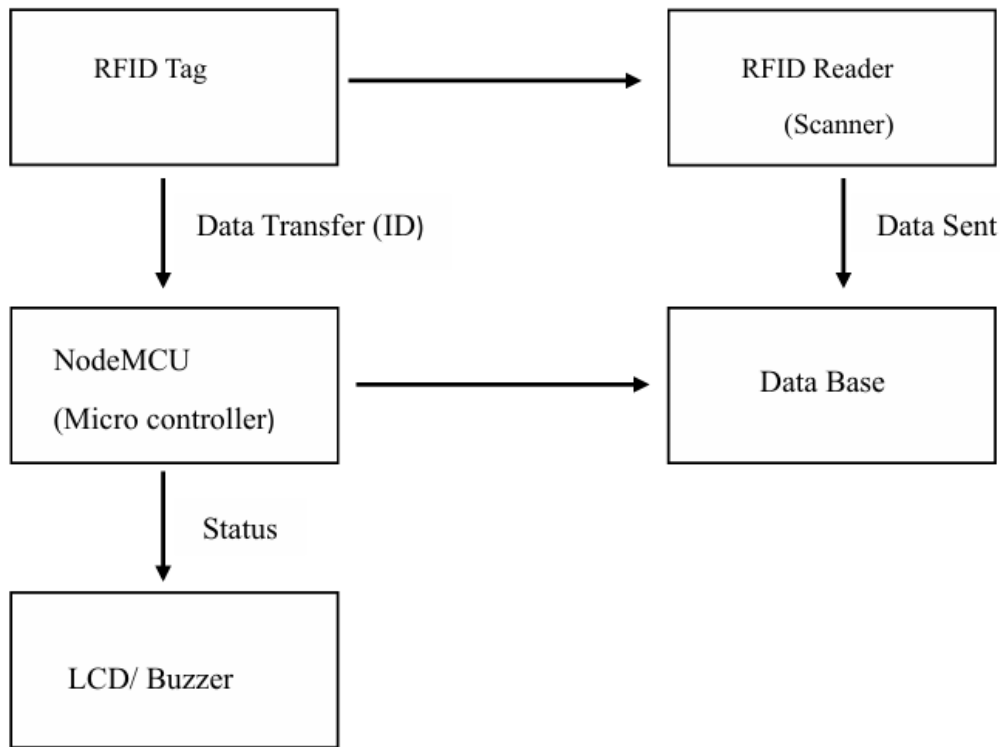 RFID Tag
RFID Reader
(Scanner)
Data Transfer (ID)
Data Sent
NodeMCU
(Micro controller)
Data Base
Status
LCD/ Buzzer